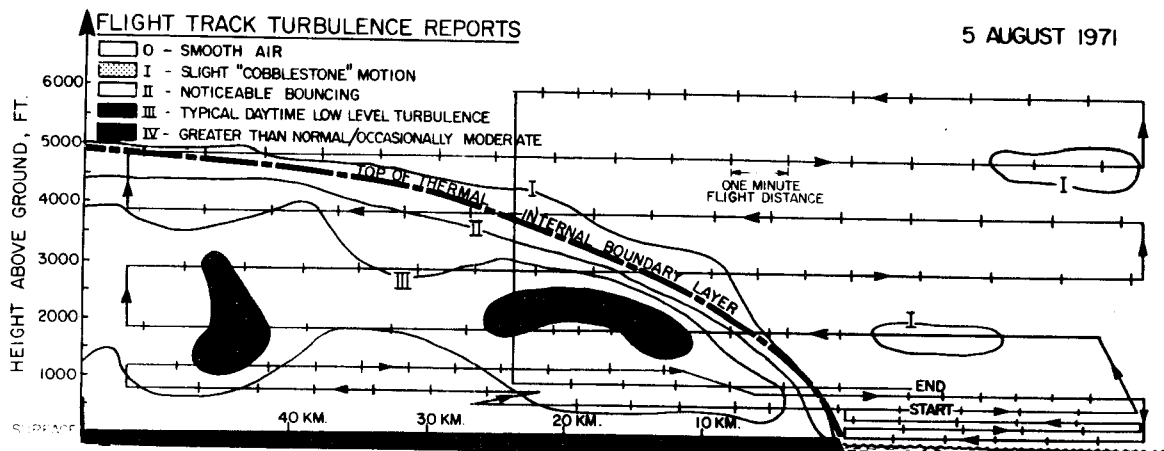 FLIGHT TRACK TURBULENCE REPORTS
5 AUGUST 1971
0 - SMOOTH AIR
I - SLIGHT "COBBLESTONE" MOTION
II - NOTICEABLE BOUNCING
III - TYPICAL DAYTIME LOW LEVEL TURBULENCE
IV - GREATER THAN NORMAL/OCCASIONALLY MODERATE
HEIGHT ABOVE GROUND, FT.
6000
5000
4000
3000
2000
1000
SURFACE
TOP OF THERMAL INTERNAL BOUNDARY LAYER
I
II
III
ONE MINUTE
FLIGHT DISTANCE
I
I
END
START
40 KM.
30 KM.
20 KM.
10 KM.